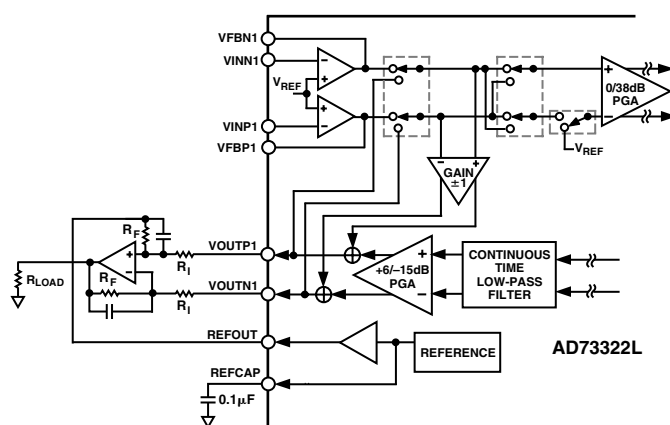 VFBN1
VINN1
VREF
VINP1
VFBP1
0/38dB
PGA
VREF
GAIN
±1
RF
VOUTP1
RI
RLOAD
RF
VOUTN1
RI
+6/–15dB
PGA
CONTINUOUS
TIME
LOW-PASS
FILTER
REFOUT
REFERENCE
AD73322L
REFCAP
0.1µF